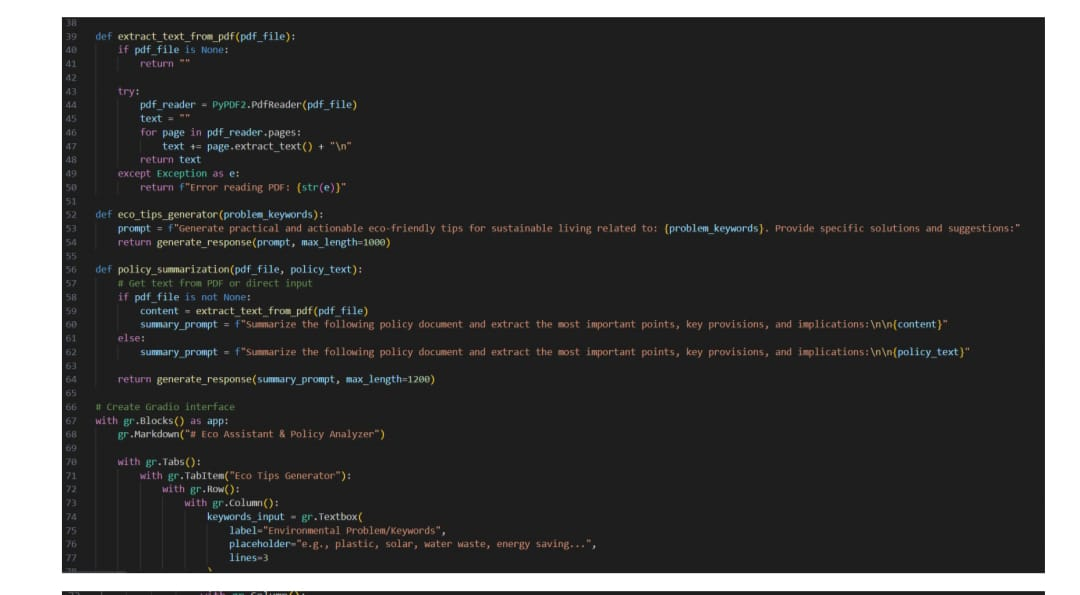 38
39 def extract_text_from_pdf(pdf_file):
40     if pdf_file is None:
41         return ""
42
43     try:
44         pdf_reader = PyPDF2.PdfReader(pdf_file)
45         text = ""
46         for page in pdf_reader.pages:
47             text += page.extract_text() + "\n"
48         return text
49     except Exception as e:
50         return f"Error reading PDF: {str(e)}"
51
52 def eco_tips_generator(problem_keywords):
53     prompt = f"Generate practical and actionable eco-friendly tips for sustainable living related to: {problem_keywords}. Provide specific solutions and suggestions:"
54     return generate_response(prompt, max_length=1000)
55
56 def policy_summarization(pdf_file, policy_text):
57     # Get text from PDF or direct input
58     if pdf_file is not None:
59         content = extract_text_from_pdf(pdf_file)
60         summary_prompt = f"Summarize the following policy document and extract the most important points, key provisions, and implications:\n\n{content}"
61     else:
62         summary_prompt = f"Summarize the following policy document and extract the most important points, key provisions, and implications:\n\n{policy_text}"
63
64     return generate_response(summary_prompt, max_length=1200)
65
66 # Create Gradio interface
67 with gr.Blocks() as app:
68     gr.Markdown("# Eco Assistant & Policy Analyzer")
69
70     with gr.Tabs():
71         with gr.TabItem("Eco Tips Generator"):
72             with gr.Row():
73                 with gr.Column():
74                     keywords_input = gr.Textbox(
75                         label="Environmental Problem/Keywords",
76                         placeholder="e.g., plastic, solar, water waste, energy saving...",
77                         lines=3